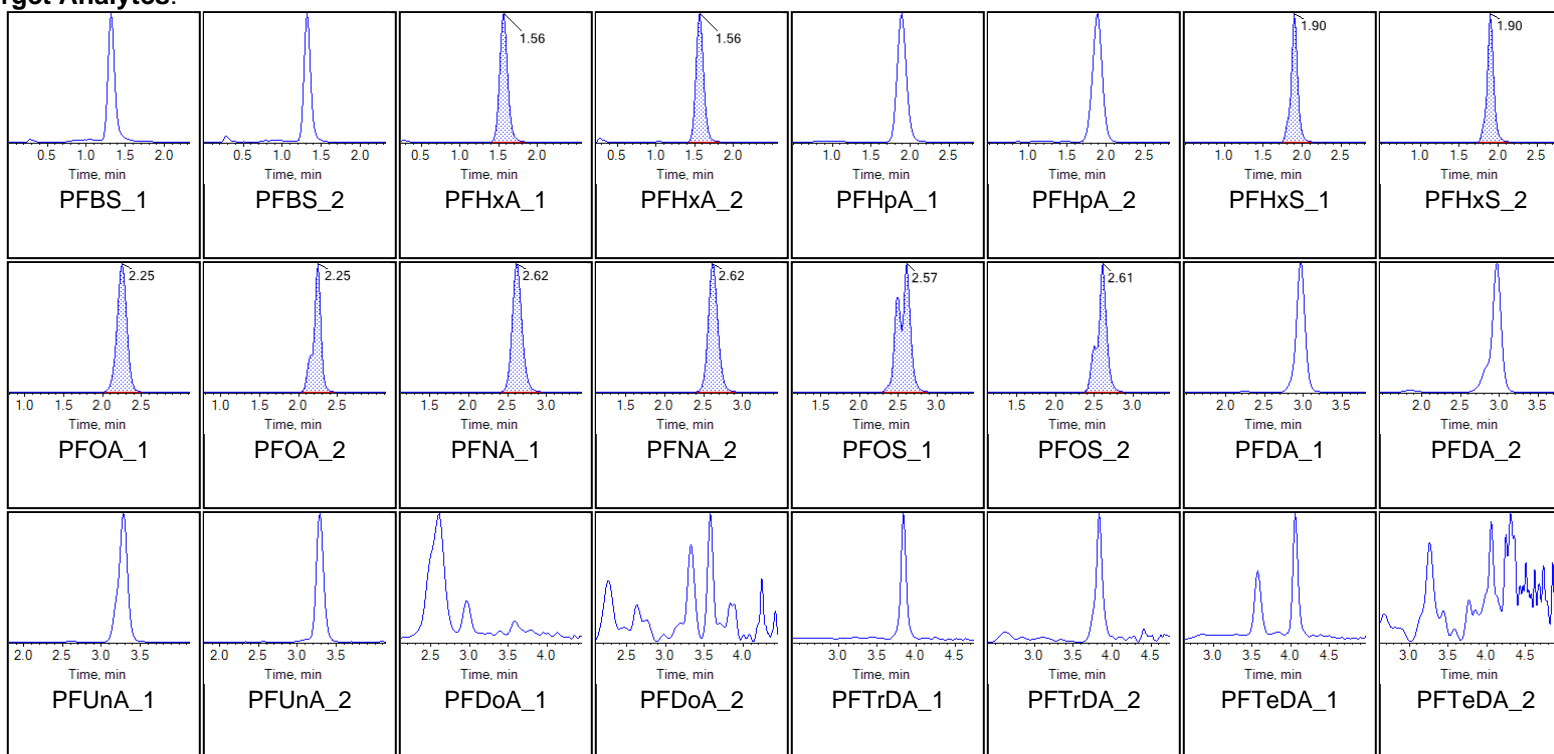 rget Analytes:
1.56 1.56 1.90 1.90
0.5 1.0 1.5 2.0 0.5 1.0 1.5 2.0 0.5 1.0 1.5 2.0 0.5 1.0 1.5 2.0 1.0 1.5 2.0 2.5 1.0 1.5 2.0 2.5 1.0 1.5 2.0 2.5 1.0 1.5 2.0 2.5
Time, min Time, min Time, min Time, min Time, min Time, min Time, min Time, min
PFBS_1 PFBS_2 PFHxA_1 PFHxA_2 PFHpA_1 PFHpA_2 PFHxS_1 PFHxS_2
2.25 2.25 2.62 2.62 2.57 2.61
1.0 1.5 2.0 2.5 1.0 1.5 2.0 2.5 1.5 2.0 2.5 3.0 1.5 2.0 2.5 3.0 1.5 2.0 2.5 3.0 1.5 2.0 2.5 3.0 2.0 2.5 3.0 3.5 2.0 2.5 3.0 3.5
Time, min Time, min Time, min Time, min Time, min Time, min Time, min Time, min
PFOA_1 PFOA_2 PFNA_1 PFNA_2 PFOS_1 PFOS_2 PFDA_1 PFDA_2
2.0 2.5 3.0 3.5 2.0 2.5 3.0 3.5 2.5 3.0 3.5 4.0 2.5 3.0 3.5 4.0 3.0 3.5 4.0 4.5 3.0 3.5 4.0 4.5 3.0 3.5 4.0 4.5 3.0 3.5 4.0 4.5
Time, min Time, min Time, min Time, min Time, min Time, min Time, min Time, min
PFUnA_1 PFUnA_2 PFDoA_1 PFDoA_2 PFTrDA_1 PFTrDA_2 PFTeDA_1 PFTeDA_2